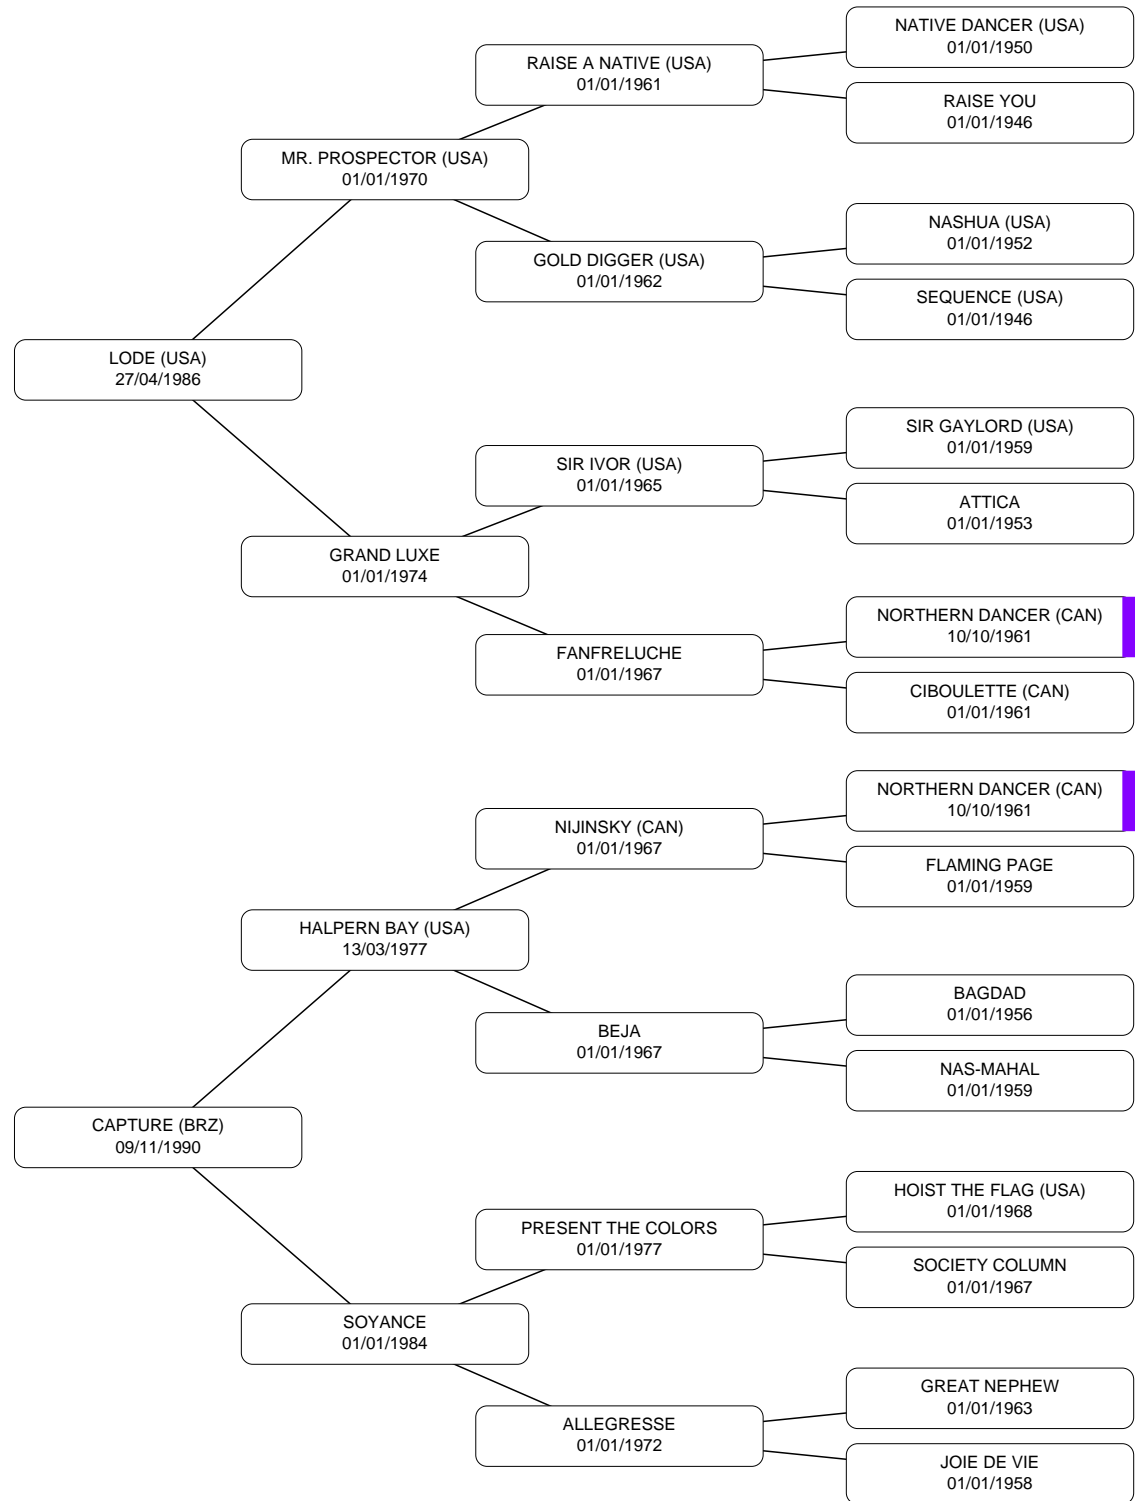 NATIVE DANCER (USA)
01/01/1950
RAISE A NATIVE (USA)
01/01/1961
RAISE YOU
01/01/1946
MR. PROSPECTOR (USA)
01/01/1970
NASHUA (USA)
01/01/1952
GOLD DIGGER (USA)
01/01/1962
SEQUENCE (USA)
01/01/1946
LODE (USA)
27/04/1986
SIR GAYLORD (USA)
01/01/1959
SIR IVOR (USA)
01/01/1965
ATTICA
01/01/1953
GRAND LUXE
01/01/1974
NORTHERN DANCER (CAN)
10/10/1961
FANFRELUCHE
01/01/1967
CIBOULETTE (CAN)
01/01/1961
NORTHERN DANCER (CAN)
10/10/1961
NIJINSKY (CAN)
01/01/1967
FLAMING PAGE
01/01/1959
HALPERN BAY (USA)
13/03/1977
BAGDAD
01/01/1956
BEJA
01/01/1967
NAS-MAHAL
01/01/1959
CAPTURE (BRZ)
09/11/1990
HOIST THE FLAG (USA)
01/01/1968
PRESENT THE COLORS
01/01/1977
SOCIETY COLUMN
01/01/1967
SOYANCE
01/01/1984
GREAT NEPHEW
01/01/1963
ALLEGRESSE
01/01/1972
JOIE DE VIE
01/01/1958